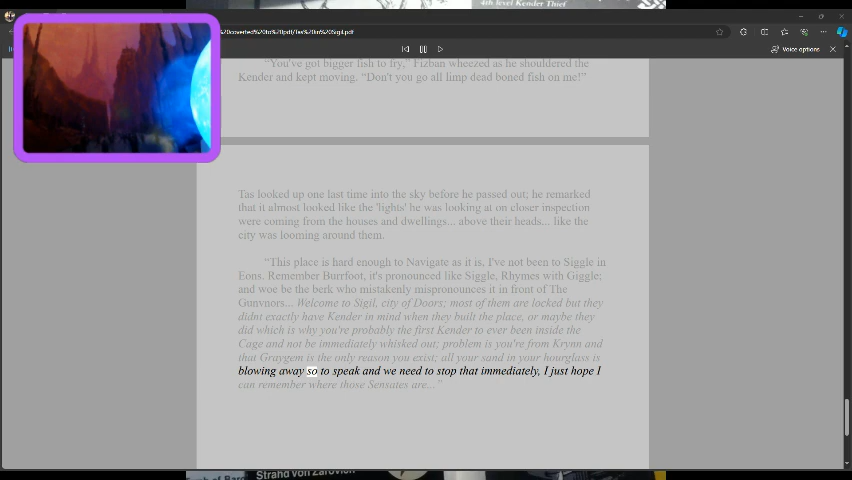 4th level Kender Thief
%20coverted%20to%20pdf/Tas%20in%20Sigil.pdf
Voice options
"You've got bigger fish to fry," Fizban wheezed as he shouldered the
Kender and kept moving. "Don't you go all limp dead boned fish on me!"
Tas looked up one last time into the sky before he passed out; he remarked
that it almost looked like the 'lights' he was looking at on closer inspection
were coming from the houses and dwellings... above their heads... like the
city was looming around them.
"This place is hard enough to Navigate as it is, I've not been to Siggle in
Eons. Remember Burrfoot, it's pronounced like Siggle, Rhymes with Giggle;
and woe be the berk who mistakenly mispronounces it in front of The
Guvnvnors... Welcome to Sigil, city of Doors; most of them are locked but they
didnt exactly have Kender in mind when they built the place, or maybe they
did which is why you're probably the first Kender to ever been inside the
Cage and not be immediately whisked out; problem is you're from Krynn and
that Graygem is the only reason you exist; all your sand in your hourglass is
blowing away so to speak and we need to stop that immediately, I just hope I
can remember where those Sensates are..."
Strahd von Zarovich